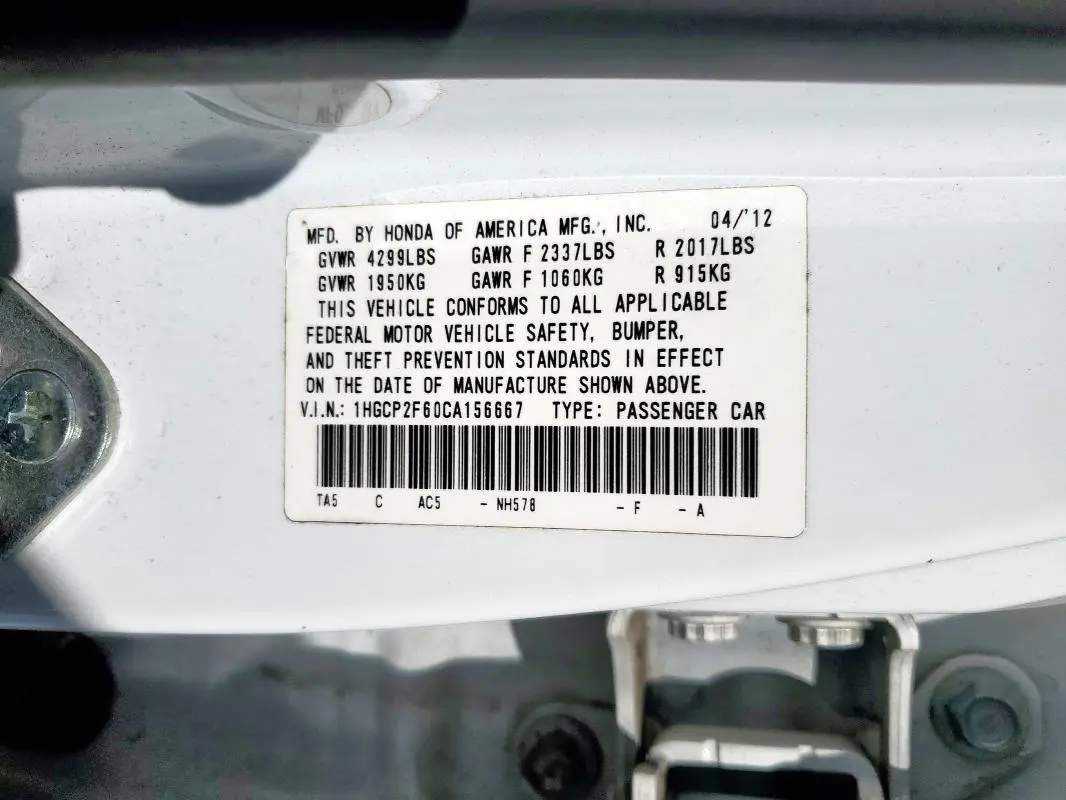 MFD. BY HONDA OF AMERICA MFG., INC. 04/'12
GVWR 4299LBS GAWR F 2337LBS R 2017LBS
GVWR 1950KG GAWR F 1060KG R 915KG
THIS VEHICLE CONFORMS TO ALL APPLICABLE
FEDERAL MOTOR VEHICLE SAFETY, BUMPER,
AND THEFT PREVENTION STANDARDS IN EFFECT
ON THE DATE OF MANUFACTURE SHOWN ABOVE.
V.I.N.: 1HGCP2F60CA156667 TYPE: PASSENGER CAR
TA5 C AC5 - NH578 - F - A